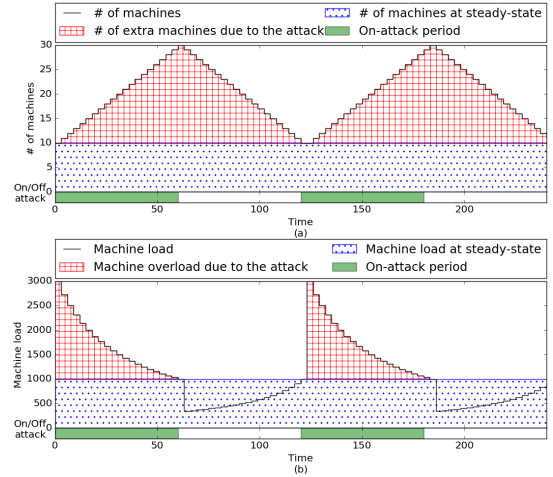 # of machines
# of machines at steady-state
# of extra machines due to the attack
On-attack period
30
25
20
15
10
5
0
# of machines
On/Off
attack
0 50 100 150 200
Time
(a)
Machine load
Machine load at steady-state
Machine overload due to the attack
On-attack period
3000
2500
2000
1500
1000
500
0
Machine load
On/Off
attack
0 50 100 150 200
Time
(b)